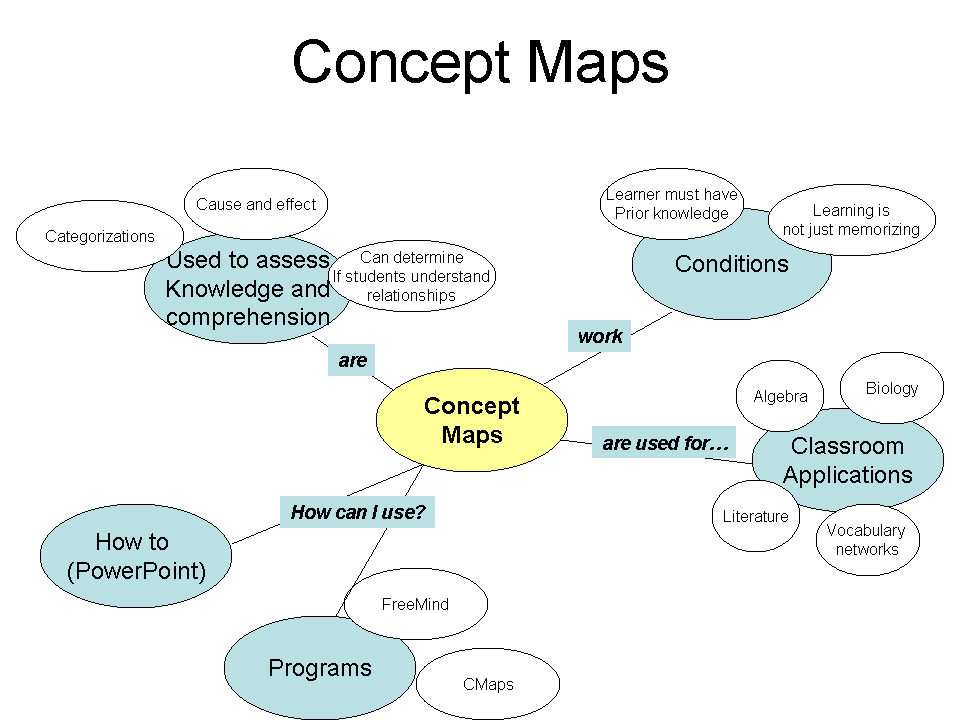 Concept Maps
Cause and effect
Categorizations
Used to assess
Knowledge and
comprehension
Can determine
If students understand
relationships
are
Learner must have
Prior knowledge
Learning is
not just memorizing
Conditions
work
Concept
Maps
are used for…
Algebra
Biology
Classroom
Applications
Literature
Vocabulary
networks
How can I use?
How to
(PowerPoint)
FreeMind
Programs
CMaps